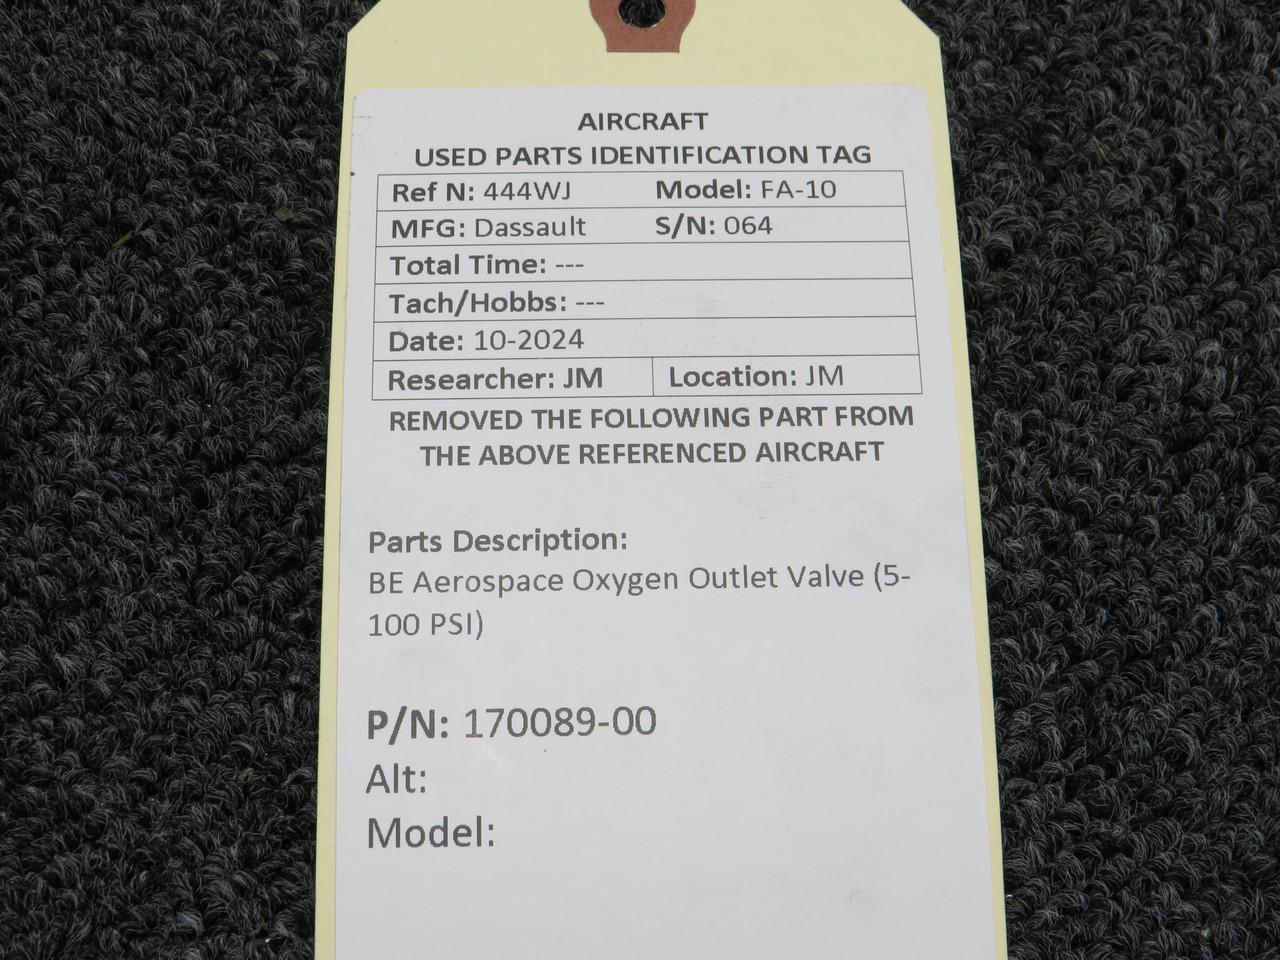 AIRCRAFT
USED PARTS IDENTIFICATION TAG
Ref N: 444WJ Model: FA-10
MFG: Dassault S/N: 064
Total Time: ---
Tach/Hobbs: ---
Date: 10-2024
Researcher: JM Location: JM
REMOVED THE FOLLOWING PART FROM
THE ABOVE REFERENCED AIRCRAFT
Parts Description:
BE Aerospace Oxygen Outlet Valve (5-
100 PSI)
P/N: 170089-00
Alt:
Model: